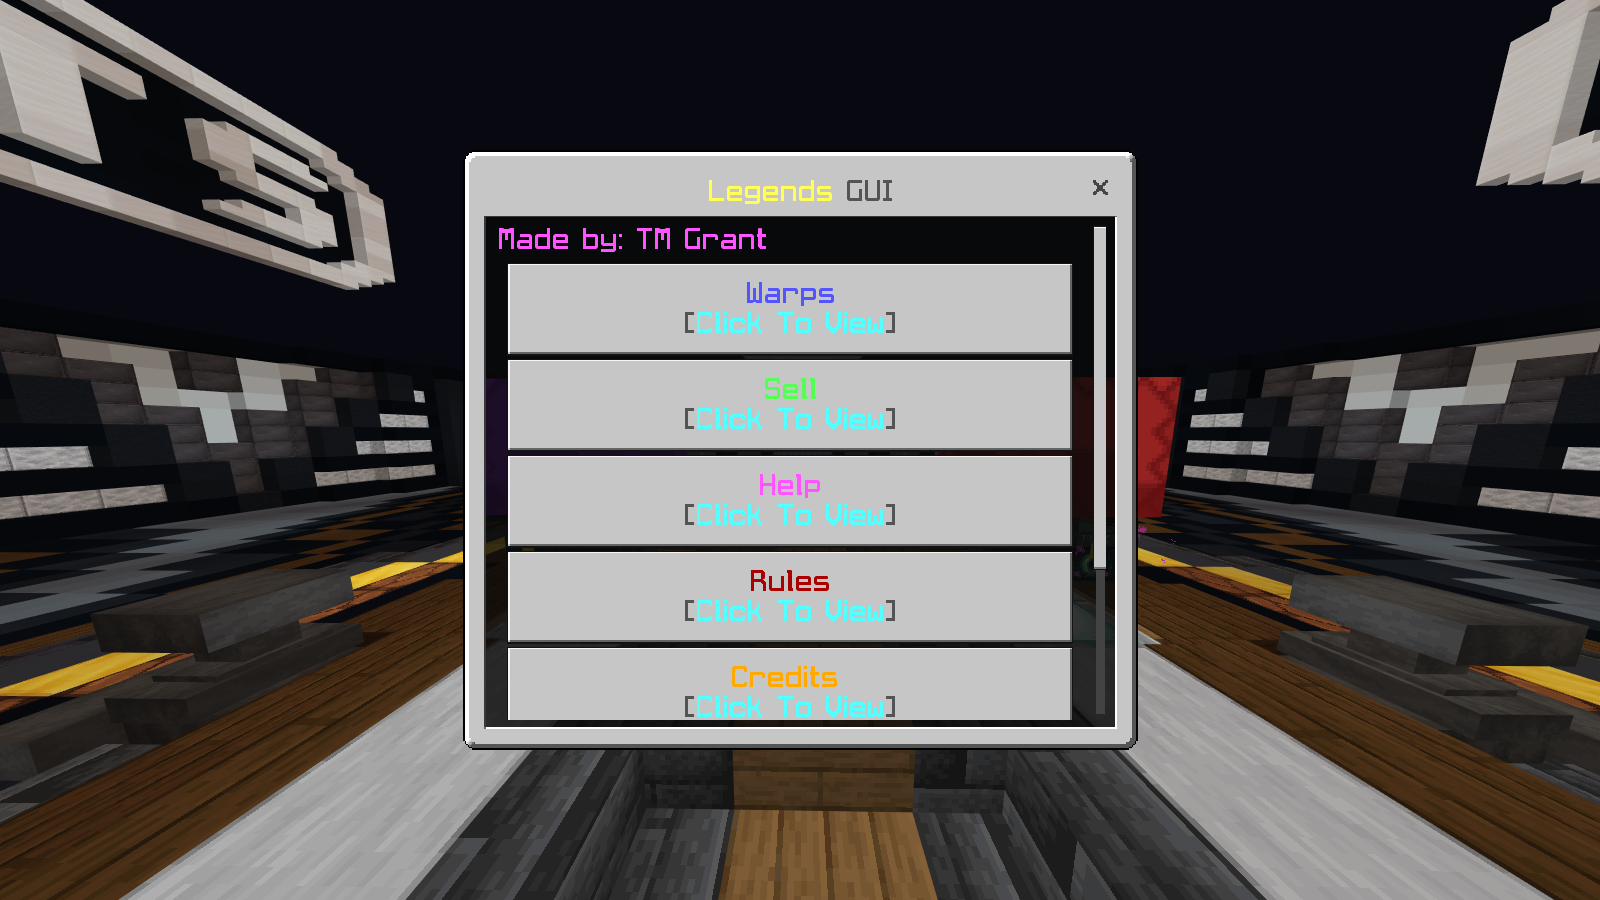 Legends GUI
Made by: TM Grant
Warps
[Click To View]
Sell
[Click To View]
Help
[Click To View]
Rules
[Click To View]
Credits
[Click To View]